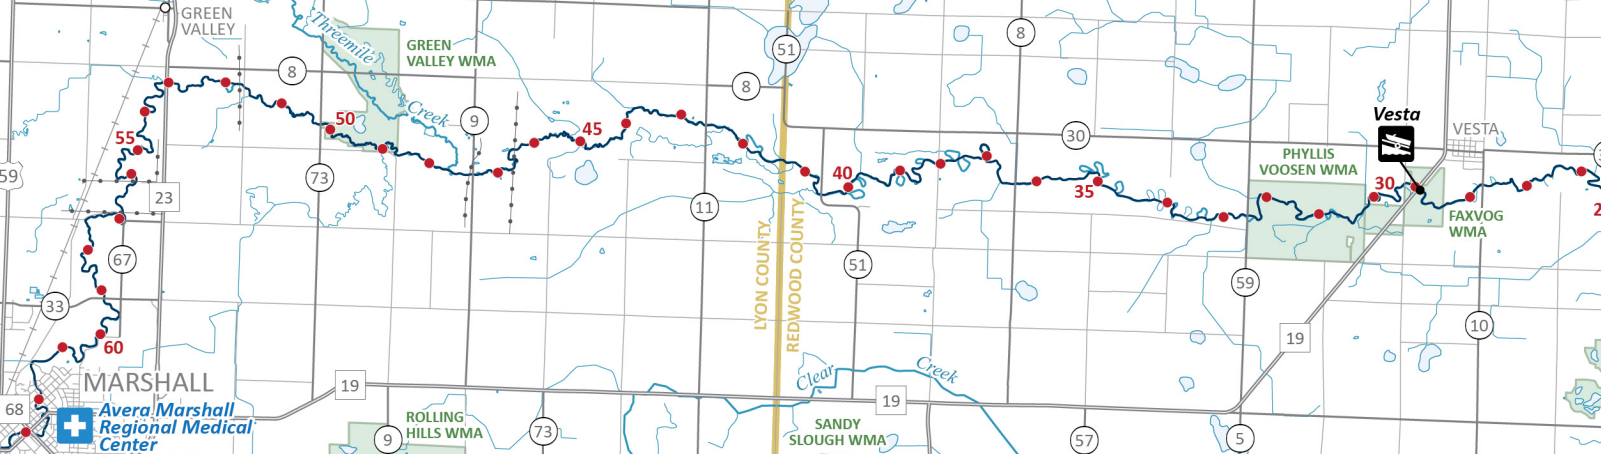 GREEN
VALLEY
Threemile
Creek
GREEN
VALLEY WMA
8
51
8
8
9
50
45
55
30
Vesta
VESTA
PHYLLIS
VOOSEN WMA
59
73
23
40
35
30
11
FAXVOG
WMA
2
LYON COUNTY
REDWOOD COUNTY
67
51
59
33
60
10
19
MARSHALL
19
Clear
Creek
19
68
Avera Marshall
Regional Medical
Center
ROLLING
HILLS WMA
9
73
SANDY
SLOUGH WMA
57
5